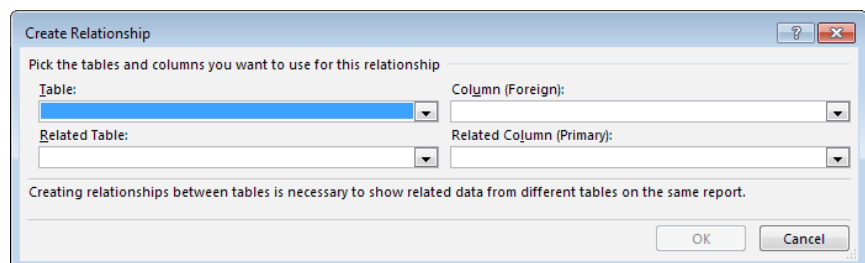 Create Relationship
Pick the tables and columns you want to use for this relationship
Table:
Column (Foreign):
Related Table:
Related Column (Primary):
Creating relationships between tables is necessary to show related data from different tables on the same report.
OK
Cancel